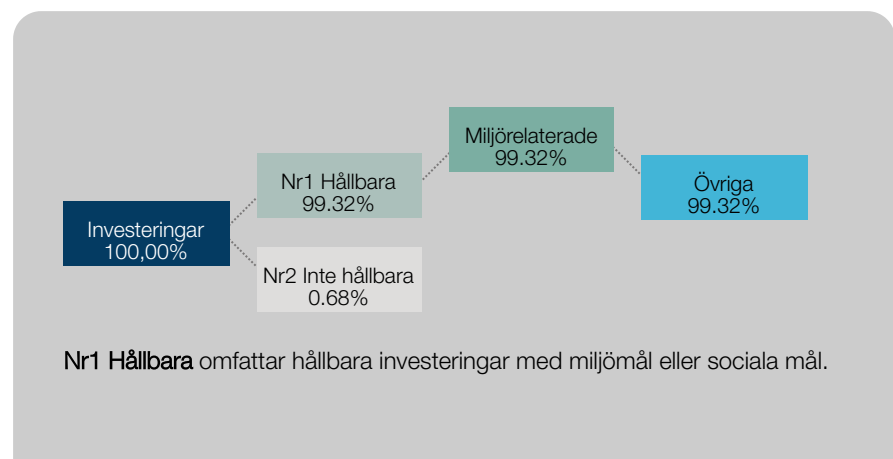 Investeringar
100,00%
Nr1 Hållbara
99.32%
Nr2 Inte hållbara
0.68%
Miljörelaterade
99.32%
Övriga
99.32%
Nr1 Hållbara omfattar hållbara investeringar med miljömål eller sociala mål.